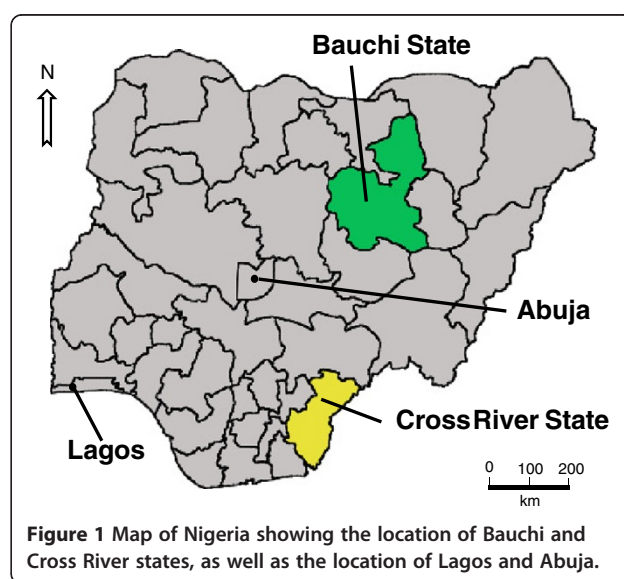 Bauchi State
N
Abuja
Cross River State
Lagos
0 100 200
km
Figure 1 Map of Nigeria showing the location of Bauchi and
Cross River states, as well as the location of Lagos and Abuja.